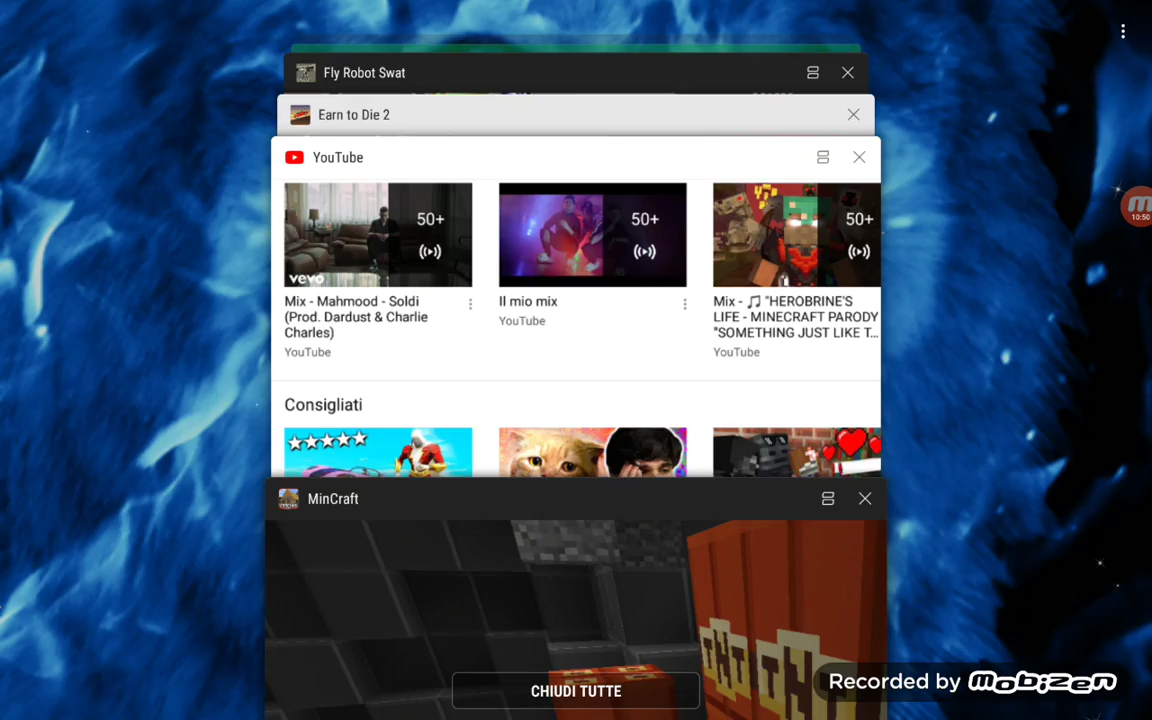 Fly Robot Swat
Earn to Die 2
YouTube
50+
50+
50+
vevo
Mix - Mahmood - Soldi
(Prod. Dardust & Charlie
Charles)
YouTube
Il mio mix
YouTube
Mix - 🎵 "HEROBRINE'S
LIFE - MINECRAFT PARODY
"SOMETHING JUST LIKE T...
YouTube
10:50
Consigliati
MinCraft
TNT
CHIUDI TUTTE
Recorded by mobizen